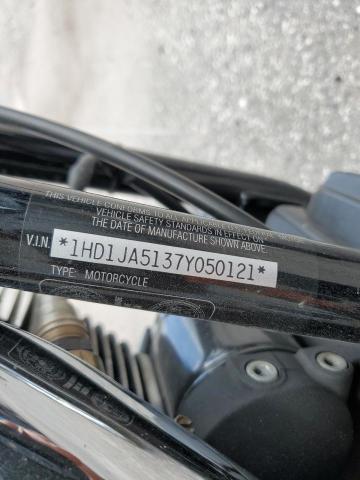 THIS VEHICLE CONFORMS TO ALL APPLICABLE
VEHICLE SAFETY STANDARDS IN EFFECT ON
THE DATE OF MANUFACTURE SHOWN ABOVE
V.I.N. *1HD1JA5137Y050121*
TYPE: MOTORCYCLE